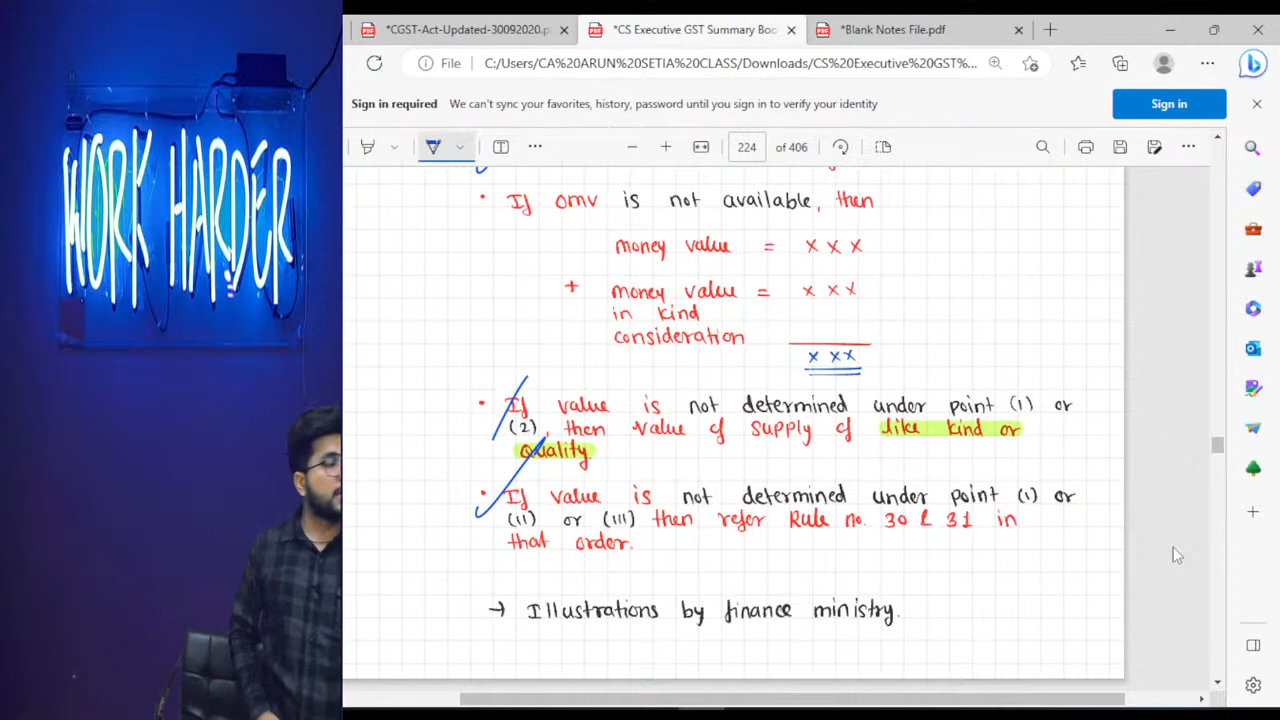 WORK HARDER
*CGST-Act-Updated-30092020.p
*CS Executive GST Summary Boo
*Blank Notes File.pdf
File
C:/Users/CA%20ARUN%20SETIA%20CLASS/Downloads/CS%20Executive%20GST%...
Sign in required
We can't sync your favorites, history, password until you sign in to verify your identity
Sign in
224 of 406
• If omv is not available, then
money value = x x x
+ money value = x x x
in kind
consideration
x xx
• If value is not determined under point (1) or
(2), then value of supply of like kind or
quality.
• If value is not determined under point (1) or
(11) or (111) then refer Rule no. 30 & 31 in
that order.
→ Illustrations by finance ministry.